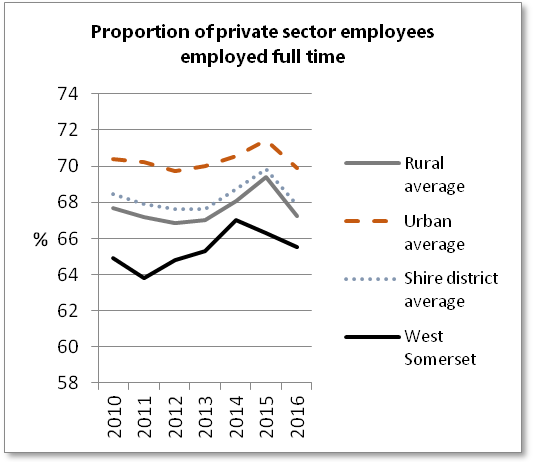 Proportion of private sector employees
employed full time
74
72
70
68
66
64
62
60
58
%
2010
2011
2012
2013
2014
2015
2016
Rural
average
Urban
average
Shire district
average
West
Somerset